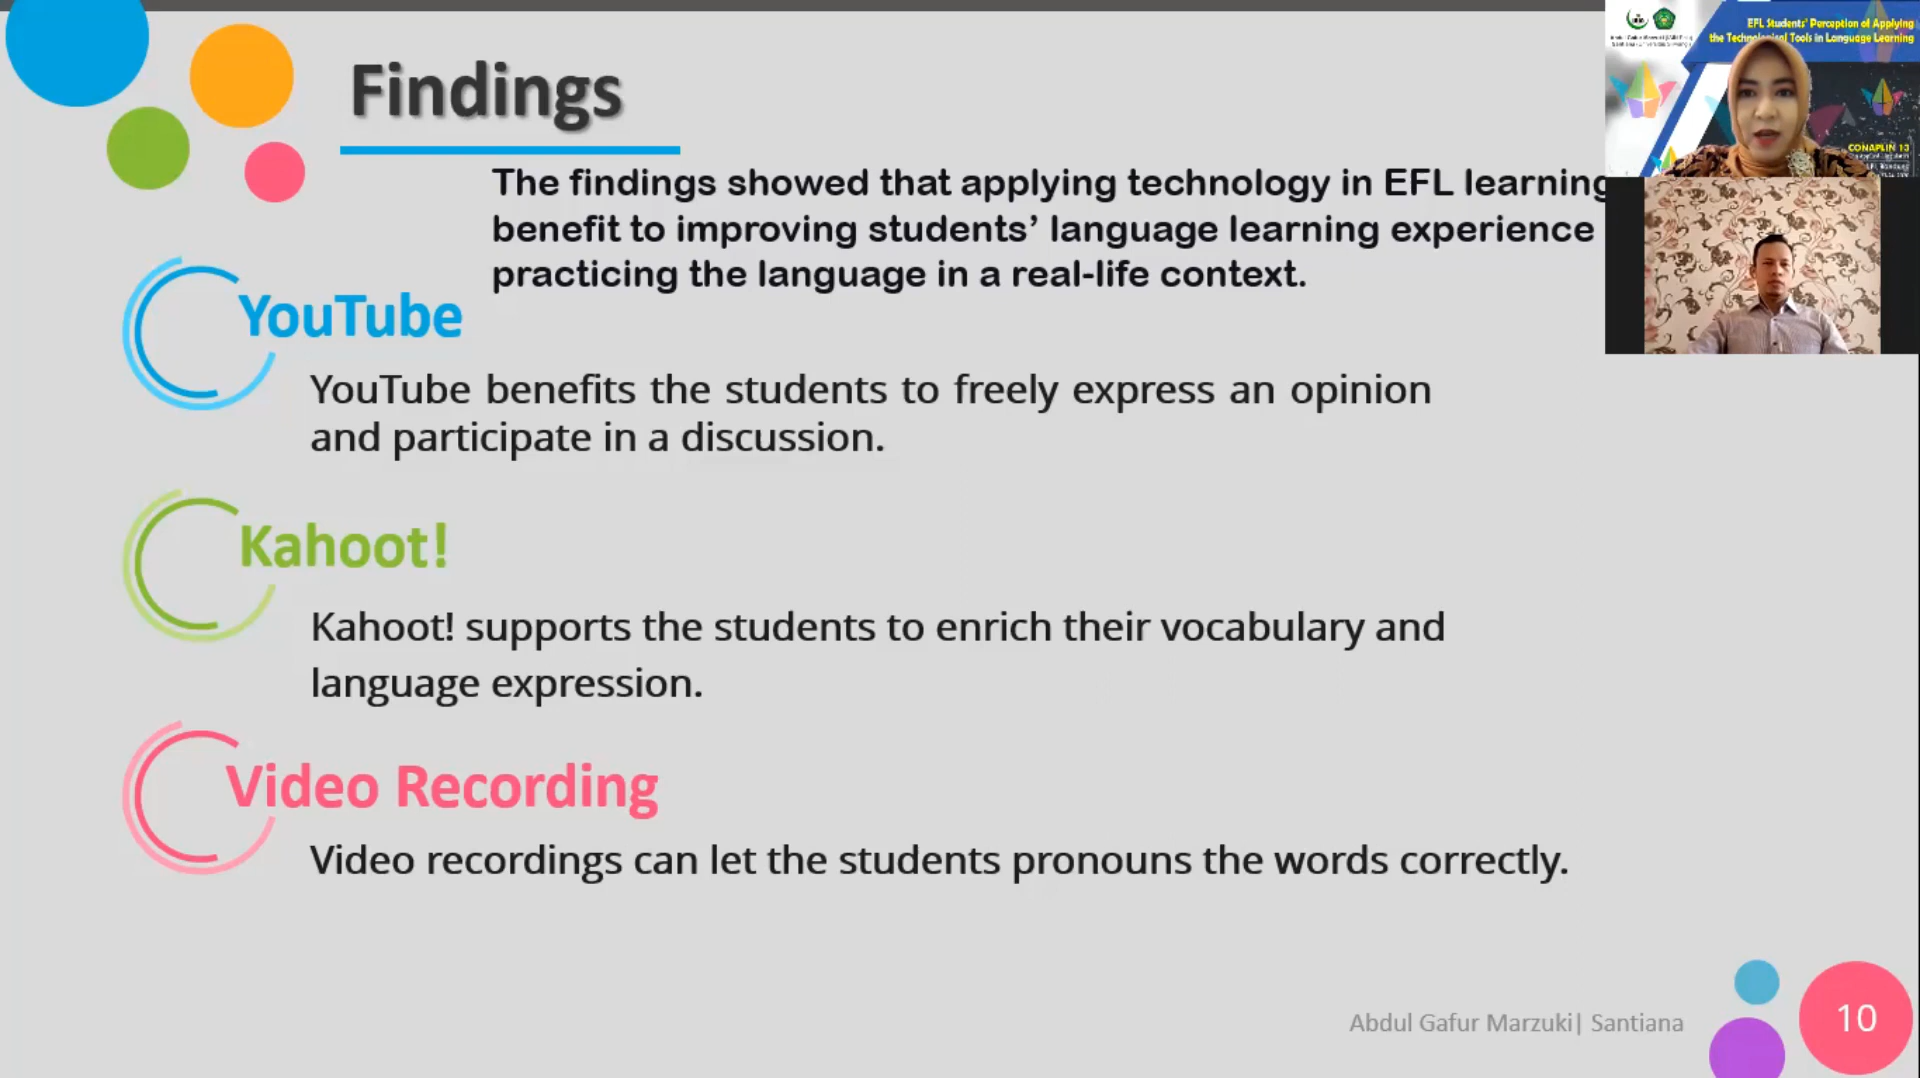 Findings
The findings showed that applying technology in EFL learning
benefit to improving students’ language learning experience
practicing the language in a real-life context.
YouTube
YouTube benefits the students to freely express an opinion
and participate in a discussion.
Kahoot!
Kahoot! supports the students to enrich their vocabulary and
language expression.
Video Recording
Video recordings can let the students pronouns the words correctly.
Abdul Gafur Marzuki| Santiana
10
EFL Students' Perception of Applying
the Technological Tools in Language Learning
CONAPLIN 13